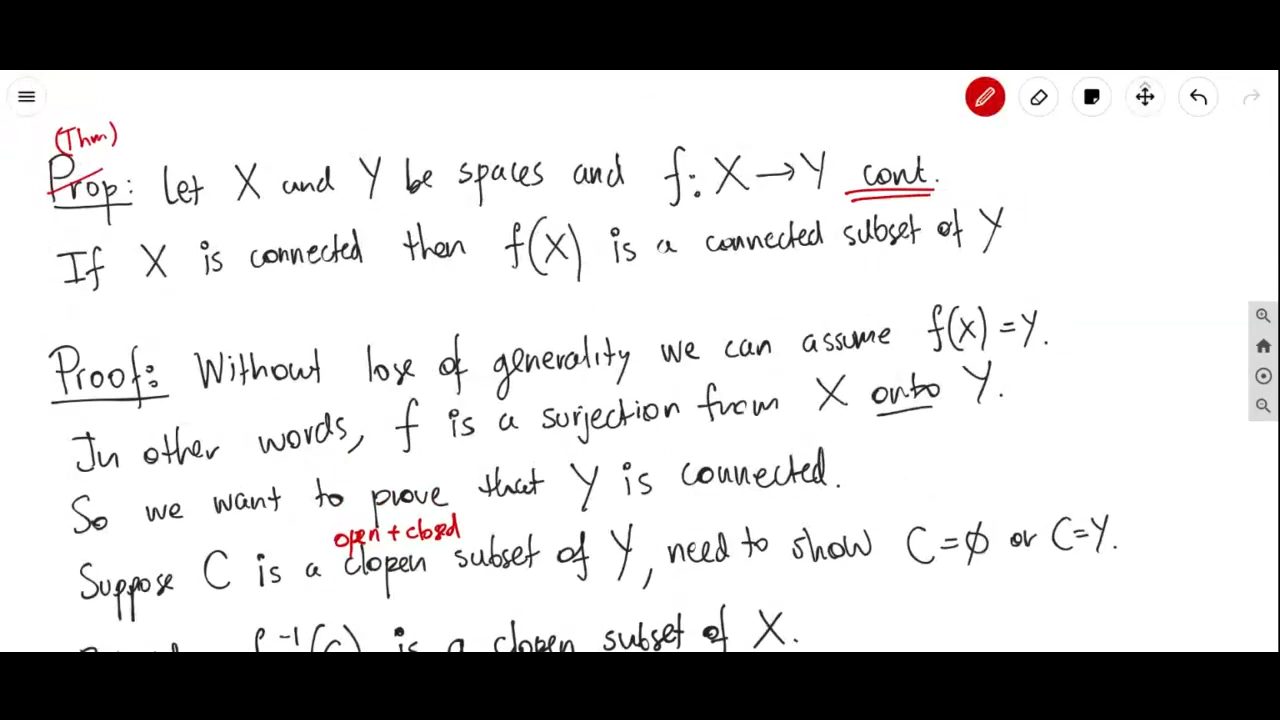 (Thm)
Prop: Let X and Y be spaces and f: X → Y cont.
If X is connected then f(X) is a connected subset of Y
Proof: Without lose of generality we can assume f(X) = Y.
In other words, f is a surjection from X onto Y.
So we want to prove that Y is connected.
open + closed
Suppose C is a clopen subset of Y, need to show C = ∅ or C = Y.
f⁻¹(C) is a clopen subset of X.